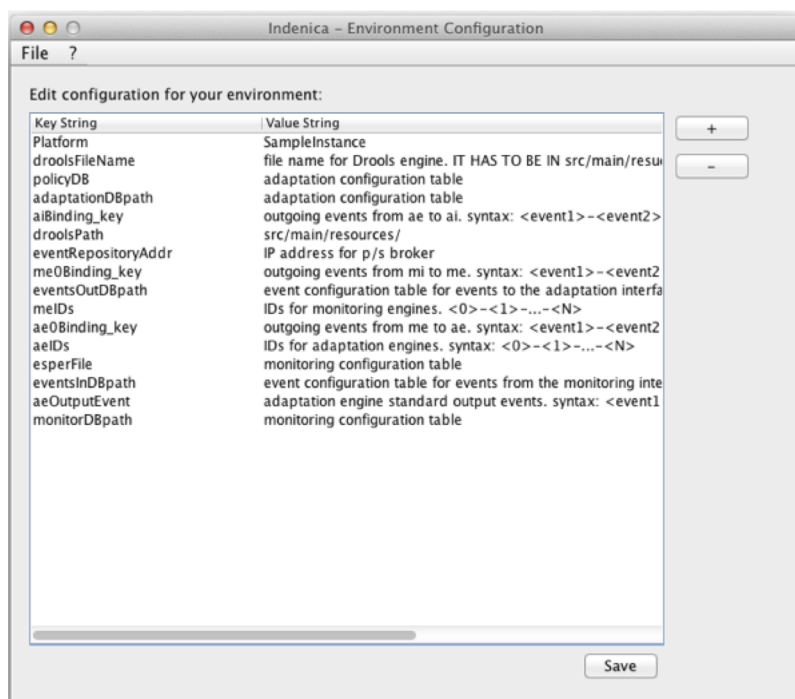 Indenica – Environment Configuration
File ?
Edit configuration for your environment:
Key String Value String
Platform SampleInstance
droolsFileName file name for Drools engine. IT HAS TO BE IN src/main/resou
policyDB adaptation configuration table
adaptationDBpath adaptation configuration table
aiBinding_key outgoing events from ae to ai. syntax: <event1>-<event2>
droolsPath src/main/resources/
eventRepositoryAddr IP address for p/s broker
me0Binding_key outgoing events from mi to me. syntax: <event1>-<event2
eventsOutDBpath event configuration table for events to the adaptation interfa
meIDs IDs for monitoring engines. <0>-<1>-...-<N>
ae0Binding_key outgoing events from me to ae. syntax: <event1>-<event2
aeIDs IDs for adaptation engines. syntax: <0>-<1>-...-<N>
esperFile monitoring configuration table
eventsInDBpath event configuration table for events from the monitoring inte
aeOutputEvent adaptation engine standard output events. syntax: <event1
monitorDBpath monitoring configuration table
+
-
Save